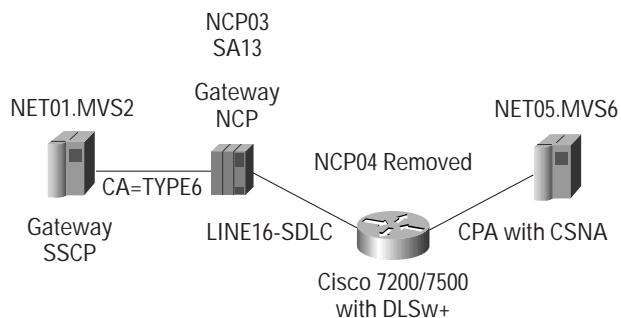 NCP03
SA13
Gateway
NCP
NET01.MVS2
NET05.MVS6
NCP04 Removed
CA=TYPE6
LINE16-SDLC
CPA with CSNA
Gateway
SSCP
Cisco 7200/7500
with DLSw+